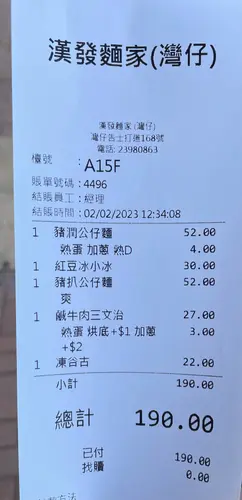 漢發麵家(灣仔)
漢發麵家 (灣仔)
灣仔告士打道168號
電話: 23980863
檯號 : A15F
賬單號碼 : 4496
結賬員工 : 經理
結賬時間 : 02/02/2023 12:34:08
1 豬潤公仔麵 52.00
熟蛋 加蔥 熟D 4.00
1 紅豆冰小冰 30.00
1 豬扒公仔麵 52.00
爽
1 鹹牛肉三文治 27.00
熟蛋 烘底+$1 加蔥 3.00
+$2
1 凍谷古 22.00
小計 190.00
總計 190.00
已付 190.00
找贖 0.00